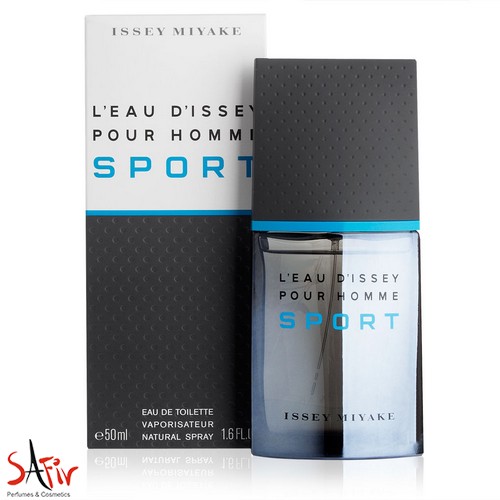 ISSEY MIYAKE
L'EAU D'ISSEY
POUR HOMME
SPORT
EAU DE TOILETTE
VAPORISATEUR
℮50ml NATURAL SPRAY 1.6 FL.
L'EAU D'ISSEY
POUR HOMME
SPORT
ISSEY MIYAKE
SAfir
Perfumes & Cosmetics